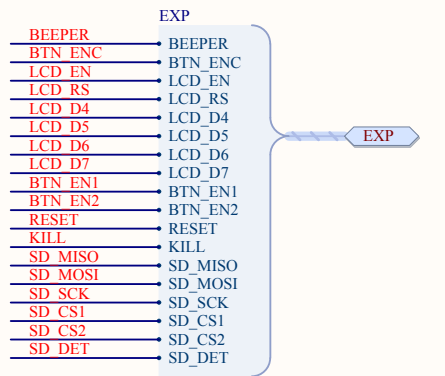 EXP
BEEPER BEEPER
BTN_ENC BTN_ENC
LCD_EN LCD_EN
LCD_RS LCD_RS
LCD_D4 LCD_D4
LCD_D5 LCD_D5 EXP
LCD_D6 LCD_D6
LCD_D7 LCD_D7
BTN_EN1 BTN_EN1
BTN_EN2 BTN_EN2
RESET RESET
KILL KILL
SD_MISO SD_MISO
SD_MOSI SD_MOSI
SD_SCK SD_SCK
SD_CS1 SD_CS1
SD_CS2 SD_CS2
SD_DET SD_DET